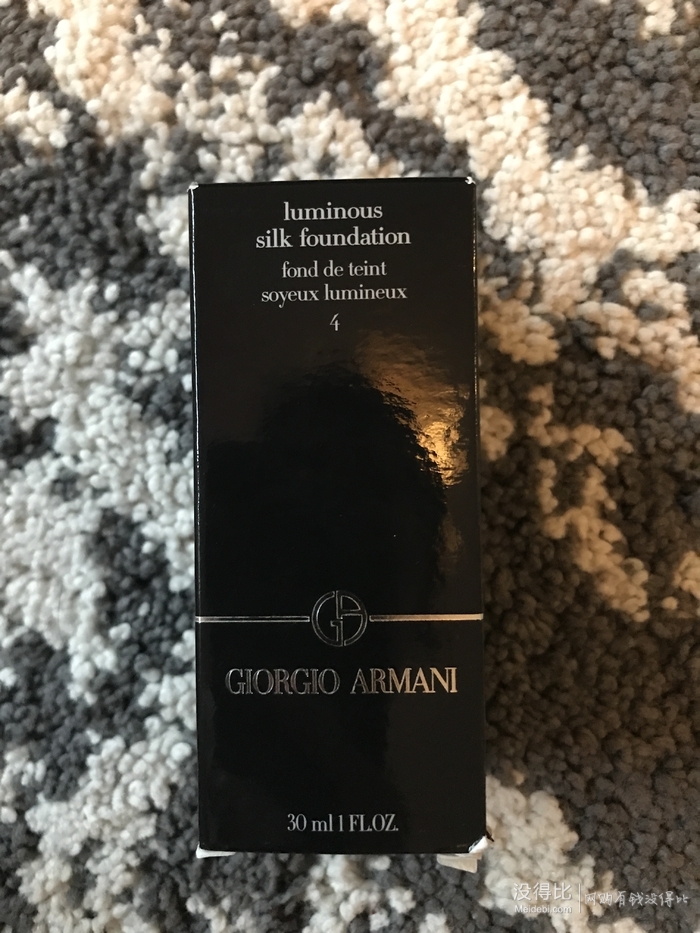 luminous
silk foundation
fond de teint
soyeux lumineux
4
GIORGIO ARMANI
30 ml 1 FL.OZ.
没得比 网购有钱没得比
Meidebi.com